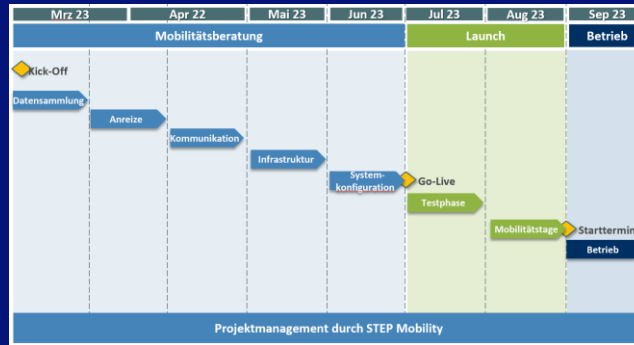 Mrz 23 Apr 22 Mai 23 Jun 23 Jul 23 Aug 23 Sep 23
Mobilitätsberatung Launch Betrieb
Kick-Off
Datensammlung
Anreize
Kommunikation
Infrastruktur
System-
konfiguration
Go-Live
Testphase
Mobilitätstage
Starttermin
Betrieb
Projektmanagement durch STEP Mobility